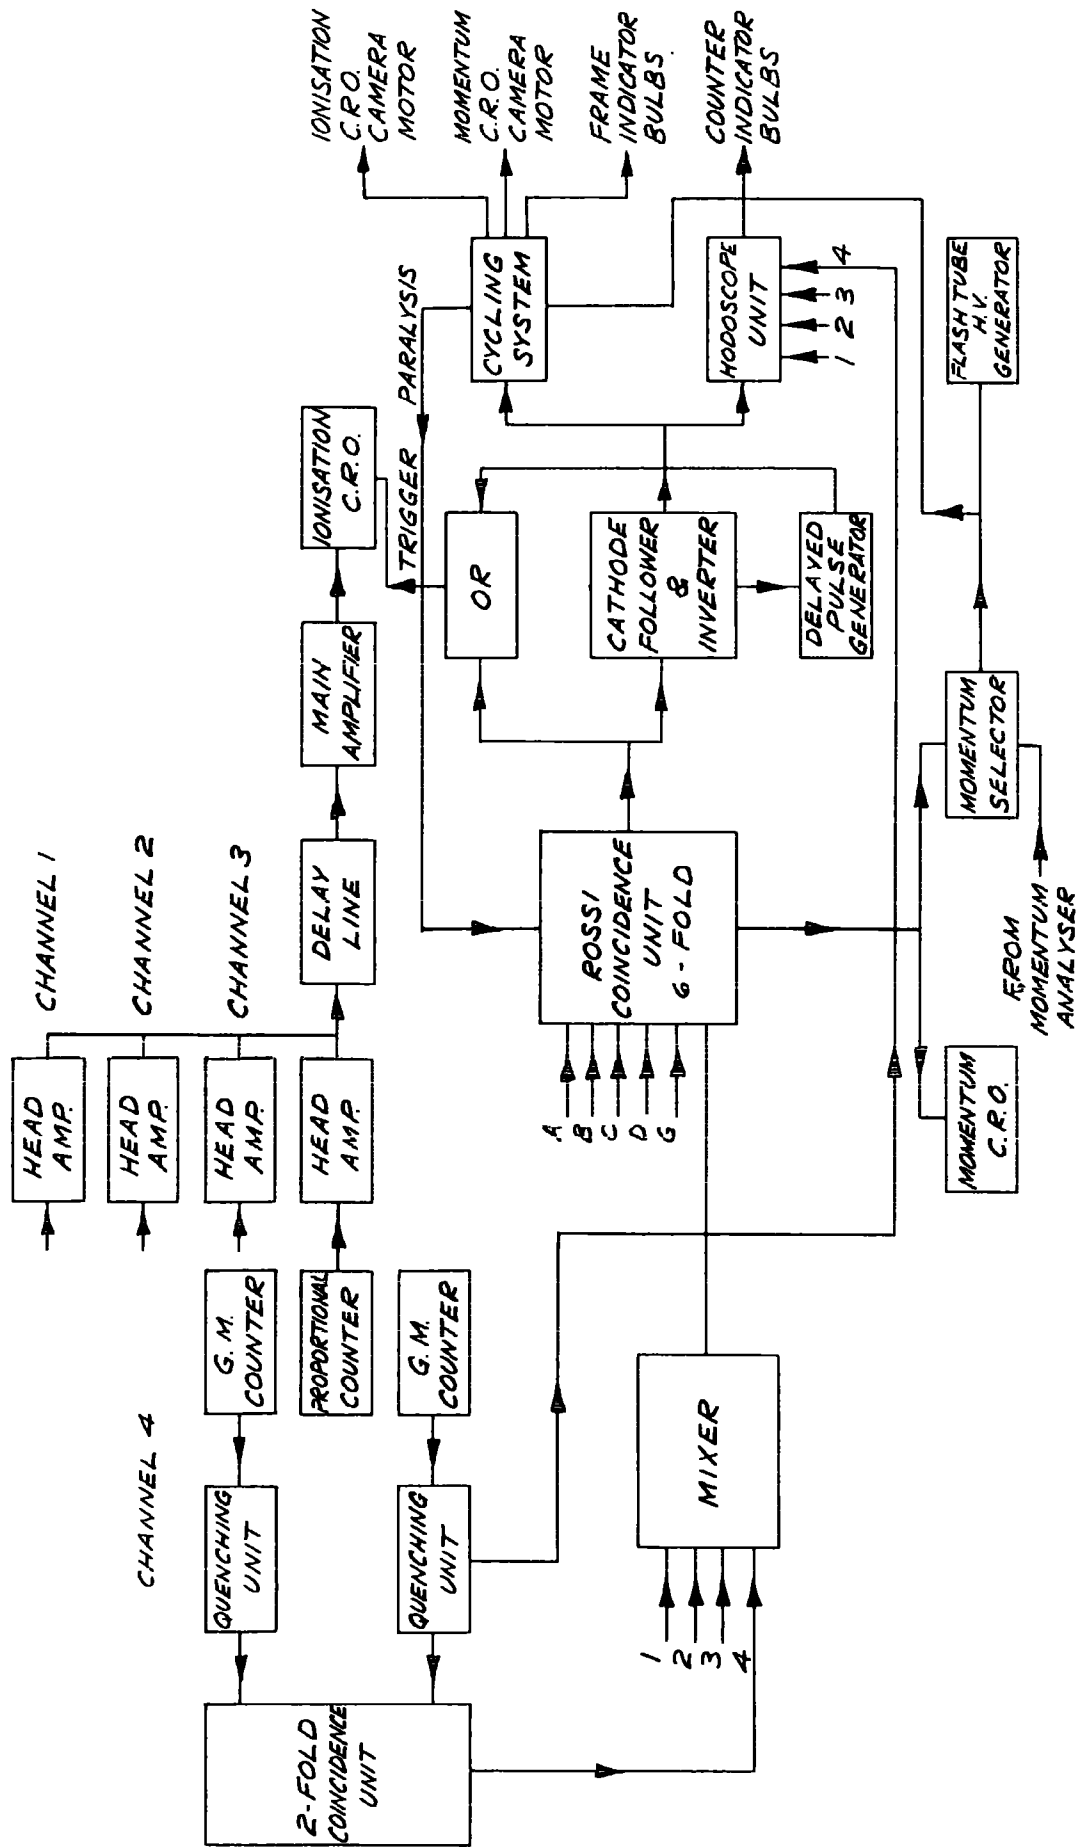 CHANNEL 1
CHANNEL 2
CHANNEL 3
CHANNEL 4
HEAD
AMP.
HEAD
AMP.
HEAD
AMP.
HEAD
AMP.
G.M.
COUNTER
PROPORTIONAL
COUNTER
G.M.
COUNTER
QUENCHING
UNIT
QUENCHING
UNIT
2-FOLD
COINCIDENCE
UNIT
DELAY
LINE
MAIN
AMPLIFIER
IONISATION
C.R.O.
TRIGGER
PARALYSIS
IONISATION
C.R.O.
CAMERA
MOTOR
MOMENTUM
C.R.O.
CAMERA
MOTOR
FRAME
INDICATOR
BULBS.
COUNTER
INDICATOR
BULBS
CYCLING
SYSTEM
OR
CATHODE
FOLLOWER
&
INVERTER
HODOSCOPE
UNIT
1
2
3
4
DELAYED
PULSE
GENERATOR
ROSSI
COINCIDENCE
UNIT
6-FOLD
A
B
C
D
G
MIXER
1
2
3
4
MOMENTUM
C.R.O.
MOMENTUM
SELECTOR
FLASH TUBE
H.V.
GENERATOR
FROM
MOMENTUM
ANALYSER